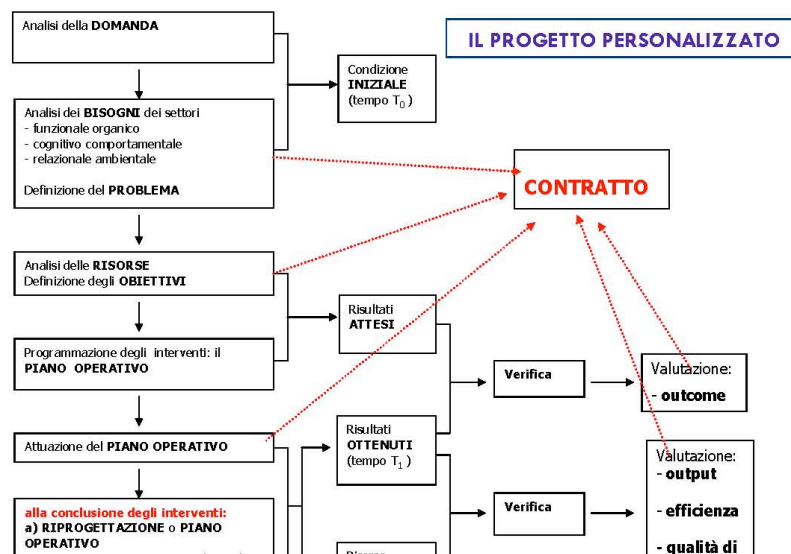 Analisi della DOMANDA
IL PROGETTO PERSONALIZZATO
Condizione
INIZIALE
(tempo T0 )
Analisi dei BISOGNI dei settori
- funzionale organico
- cognitivo comportamentale
- relazionale ambientale
Definizione del PROBLEMA
CONTRATTO
Analisi delle RISORSE
Definizione degli OBIETTIVI
Risultati
ATTESI
Programmazione degli interventi: il
PIANO OPERATIVO
Verifica
Valutazione:
- outcome
Attuazione del PIANO OPERATIVO
Risultati
OTTENUTI
(tempo T1 )
Valutazione:
- output
- efficienza
- qualità di
Verifica
alla conclusione degli interventi:
a) RIPROGETTAZIONE o PIANO
OPERATIVO